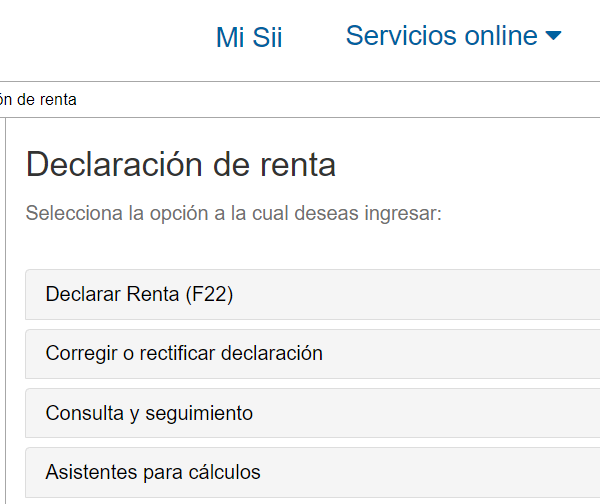 Mi Sii Servicios online
ón de renta
Declaración de renta
Selecciona la opción a la cual deseas ingresar:
Declarar Renta (F22)
Corregir o rectificar declaración
Consulta y seguimiento
Asistentes para cálculos